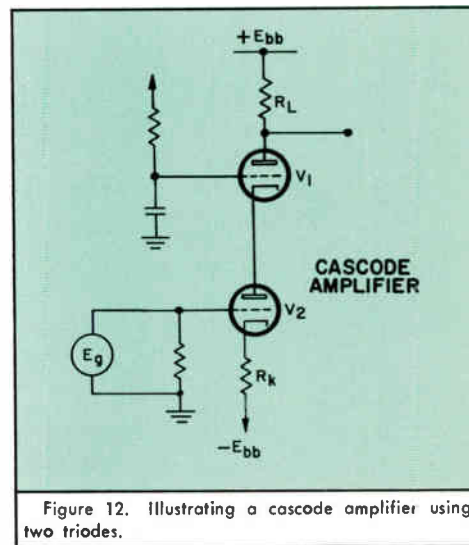 +Ebb
RL
V1
CASCODE
AMPLIFIER
V2
Eg
Rk
-Ebb
Figure 12. Illustrating a cascode amplifier using
two triodes.